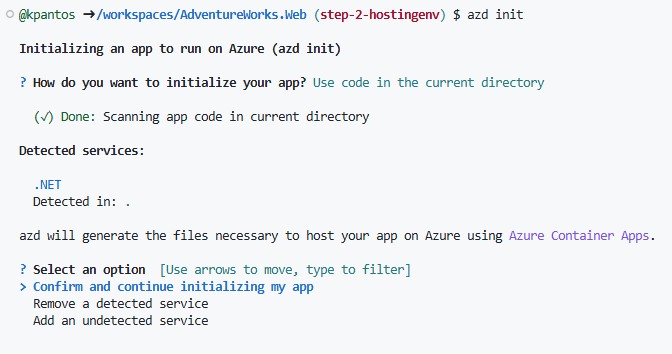 @kpantos ➜/workspaces/AdventureWorks.Web (step-2-hostingenv) $ azd init
Initializing an app to run on Azure (azd init)
? How do you want to initialize your app? Use code in the current directory
(✓) Done: Scanning app code in current directory
Detected services:
.NET
Detected in: .
azd will generate the files necessary to host your app on Azure using Azure Container Apps.
? Select an option  [Use arrows to move, type to filter]
> Confirm and continue initializing my app
Remove a detected service
Add an undetected service